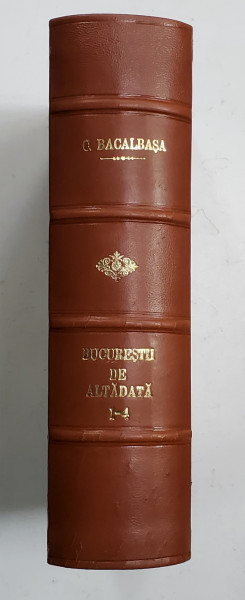 C. BACALBAŞA
BUCUREŞTII
DE
ALTĂDATĂ
1-4